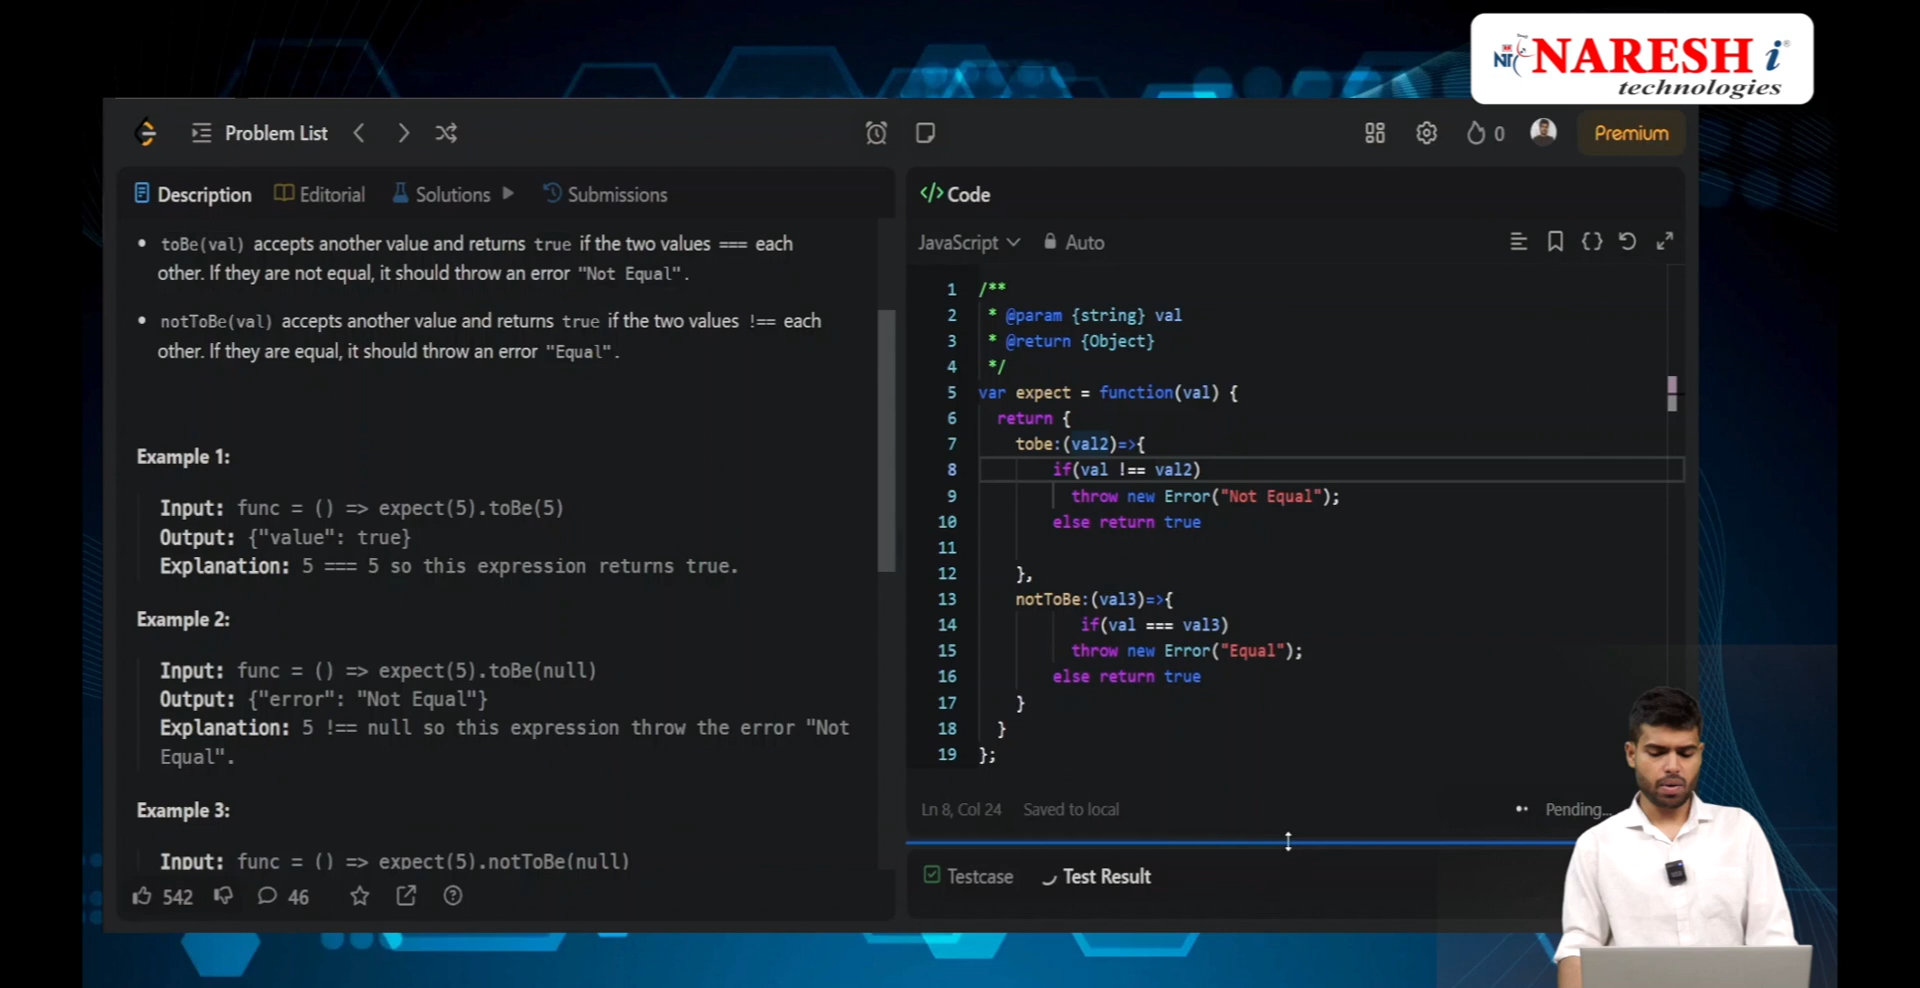 NARESH i
technologies
Problem List
0
Premium
Description
Editorial
Solutions
Submissions
toBe(val) accepts another value and returns true if the two values === each
other. If they are not equal, it should throw an error "Not Equal".
notToBe(val) accepts another value and returns true if the two values !== each
other. If they are equal, it should throw an error "Equal".
Example 1:
Input: func = () => expect(5).toBe(5)
Output: {"value": true}
Explanation: 5 === 5 so this expression returns true.
Example 2:
Input: func = () => expect(5).toBe(null)
Output: {"error": "Not Equal"}
Explanation: 5 !== null so this expression throw the error "Not
Equal".
Example 3:
Input: func = () => expect(5).notToBe(null)
542
46
</> Code
JavaScript
Auto
1 /**
2 * @param {string} val
3 * @return {Object}
4 */
5 var expect = function(val) {
6 return {
7 tobe:(val2)=>{
8 if(val !== val2)
9 throw new Error("Not Equal");
10 else return true
11
12 },
13 notToBe:(val3)=>{
14 if(val === val3)
15 throw new Error("Equal");
16 else return true
17 }
18 }
19 };
Ln 8, Col 24
Saved to local
Pending...
Testcase
Test Result